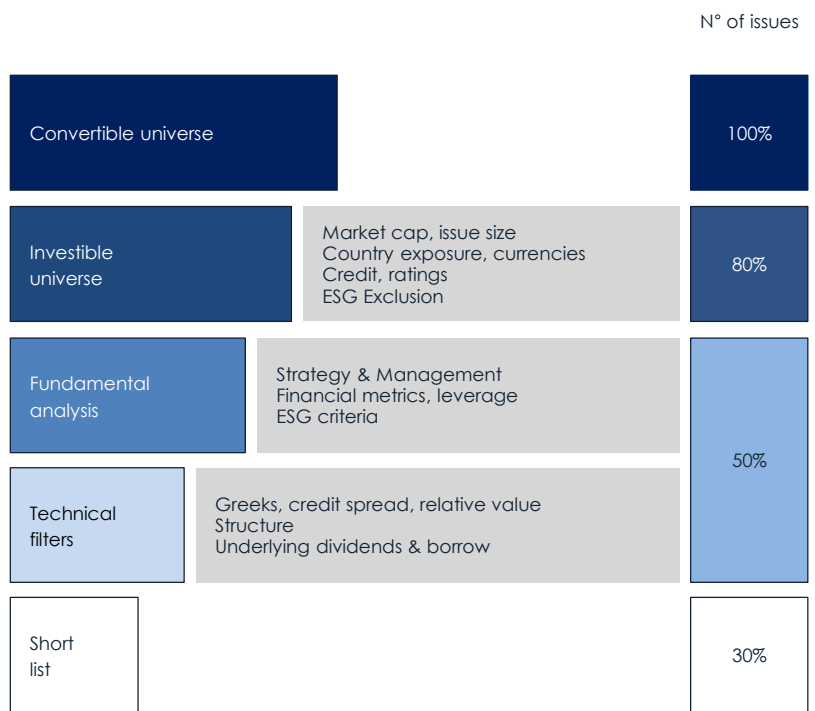 N° of issues
Convertible universe
100%
Investible
universe
Market cap, issue size
Country exposure, currencies
Credit, ratings
ESG Exclusion
80%
Fundamental
analysis
Strategy & Management
Financial metrics, leverage
ESG criteria
50%
Technical
filters
Greeks, credit spread, relative value
Structure
Underlying dividends & borrow
Short
list
30%